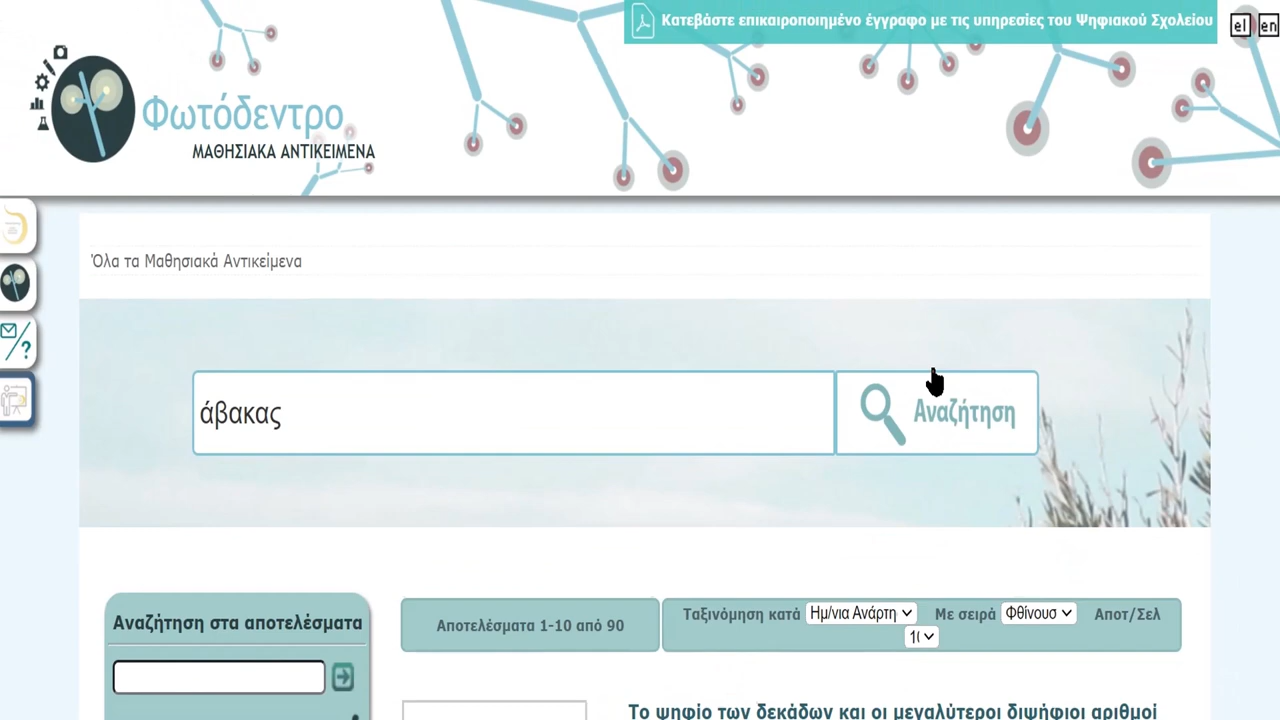 Κατεβάστε επικαιροποιημένο έγγραφο με τις υπηρεσίες του Ψηφιακού Σχολείου
el en
Φωτόδεντρο
ΜΑΘΗΣΙΑΚΑ ΑΝΤΙΚΕΙΜΕΝΑ
Όλα τα Μαθησιακά Αντικείμενα
άβακας
Αναζήτηση
Αναζήτηση στα αποτελέσματα
Αποτελέσματα 1-10 από 90
Ταξινόμηση κατά Ημ/νια Ανάρτη Με σειρά Φθίνουσ Αποτ/Σελ
Το ψηφίο των δεκάδων και οι μεγαλύτεροι διψήφιοι αριθμοί